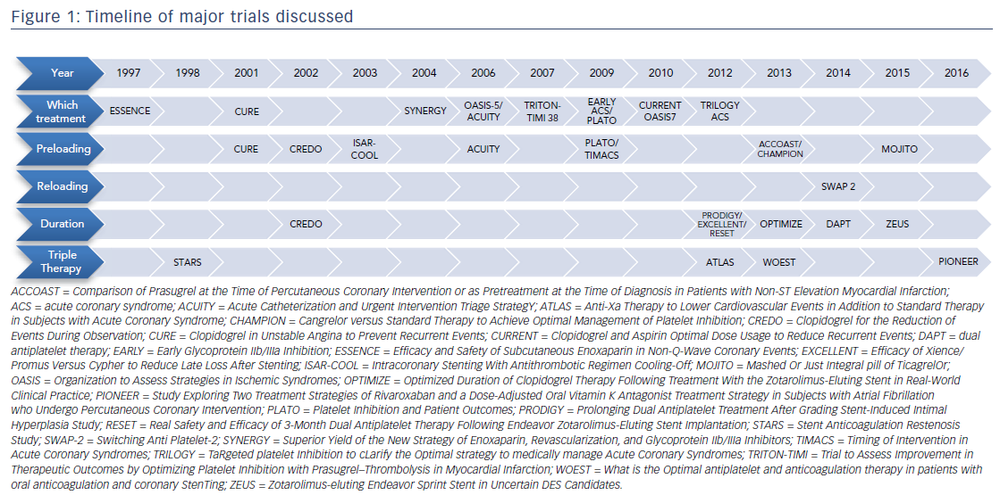 Figure 1: Timeline of major trials discussed
Year 1997 1998 2001 2002 2003 2004 2006 2007 2009 2010 2012 2013 2014 2015 2016
Which
treatment
ESSENCE
CURE
SYNERGY
OASIS-5/
ACUITY
TRITON-
TIMI 38
EARLY
ACS/
PLATO
CURRENT
OASIS7
TRILOGY
ACS
Preloading
CURE
CREDO
ISAR-
COOL
ACUITY
PLATO/
TIMACS
ACCOAST/
CHAMPION
MOJITO
Reloading
SWAP 2
Duration
CREDO
PRODIGY/
EXCELLENT/
RESET
OPTIMIZE
DAPT
ZEUS
Triple
Therapy
STARS
ATLAS
WOEST
PIONEER
ACCOAST = Comparison of Prasugrel at the Time of Percutaneous Coronary Intervention or as Pretreatment at the Time of Diagnosis in Patients with Non-ST Elevation Myocardial Infarction;
ACS = acute coronary syndrome; ACUITY = Acute Catheterization and Urgent Intervention Triage StrategY; ATLAS = Anti-Xa Therapy to Lower Cardiovascular Events in Addition to Standard Therapy
in Subjects with Acute Coronary Syndrome; CHAMPION = Cangrelor versus Standard Therapy to Achieve Optimal Management of Platelet Inhibition; CREDO = Clopidogrel for the Reduction of
Events During Observation; CURE = Clopidogrel in Unstable Angina to Prevent Recurrent Events; CURRENT = Clopidogrel and Aspirin Optimal Dose Usage to Reduce Recurrent Events; DAPT = dual
antiplatelet therapy; EARLY = Early Glycoprotein IIb/IIIa Inhibition; ESSENCE = Efficacy and Safety of Subcutaneous Enoxaparin in Non-Q-Wave Coronary Events; EXCELLENT = Efficacy of Xience/
Promus Versus Cypher to Reduce Late Loss After Stenting; ISAR-COOL = Intracoronary Stenting With Antithrombotic Regimen Cooling-Off; MOJITO = Mashed Or Just Integral pill of TicagrelOr;
OASIS = Organization to Assess Strategies in Ischemic Syndromes; OPTIMIZE = Optimized Duration of Clopidogrel Therapy Following Treatment With the Zotarolimus-Eluting Stent in Real-World
Clinical Practice; PIONEER = Study Exploring Two Treatment Strategies of Rivaroxaban and a Dose-Adjusted Oral Vitamin K Antagonist Treatment Strategy in Subjects with Atrial Fibrillation
who Undergo Percutaneous Coronary Intervention; PLATO = Platelet Inhibition and Patient Outcomes; PRODIGY = Prolonging Dual Antiplatelet Treatment After Grading Stent-Induced Intimal
Hyperplasia Study; RESET = Real Safety and Efficacy of 3-Month Dual Antiplatelet Therapy Following Endeavor Zotarolimus-Eluting Stent Implantation; STARS = Stent Anticoagulation Restenosis
Study; SWAP-2 = Switching Anti Platelet-2; SYNERGY = Superior Yield of the New Strategy of Enoxaparin, Revascularization, and Glycoprotein IIb/IIIa Inhibitors; TIMACS = Timing of Intervention in
Acute Coronary Syndromes; TRILOGY = TaRgeted platelet Inhibition to cLarify the Optimal strateGy to medicallY manage Acute Coronary Syndromes; TRITON-TIMI = Trial to Assess Improvement in
Therapeutic Outcomes by Optimizing Platelet Inhibition with Prasugrel–Thrombolysis in Myocardial Infarction; WOEST = What is the Optimal antiplatelet and anticoagulation therapy in patients with
oral anticoagulation and coronary StenTing; ZEUS = Zotarolimus-eluting Endeavor Sprint Stent in Uncertain DES Candidates.